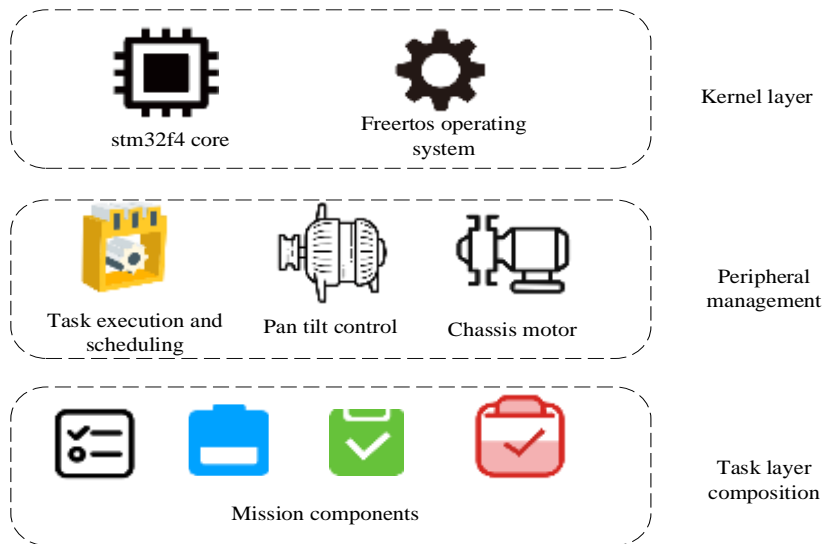 stm32f4 core
Freertos operating
system
Kernel layer
Task execution and
scheduling
Pan tilt control
Chassis motor
Peripheral
management
Mission components
Task layer
composition